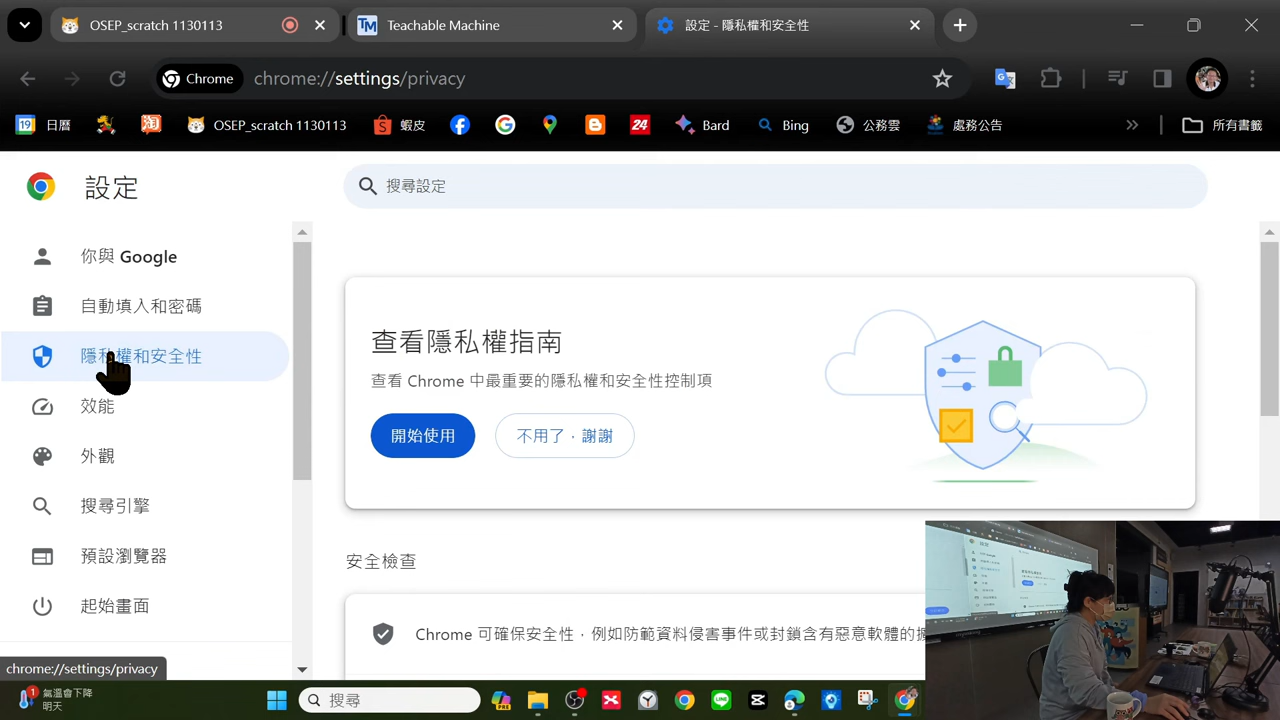 OSEP_scratch 1130113
Teachable Machine
設定 - 隱私權和安全性
Chrome
chrome://settings/privacy
19 日曆
淘
OSEP_scratch 1130113
蝦皮
24
Bard
Bing
公務雲
處務公告
所有書籤
設定
搜尋設定
你與 Google
自動填入和密碼
隱私權和安全性
效能
外觀
搜尋引擎
預設瀏覽器
起始畫面
查看隱私權指南
查看 Chrome 中最重要的隱私權和安全性控制項
開始使用
不用了，謝謝
安全檢查
Chrome 可確保安全性，例如防範資料侵害事件或封鎖含有惡意軟體的擴
chrome://settings/privacy
1
氣溫會下降
明天
搜尋